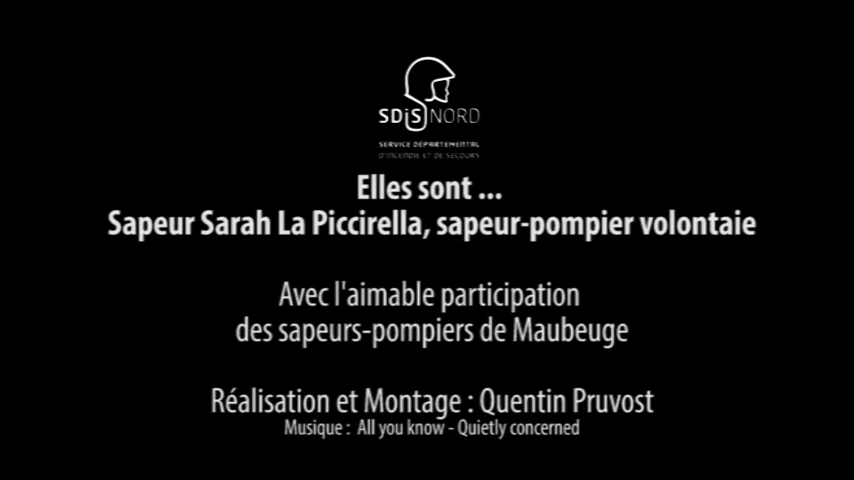 SDiS NORD
SERVICE DÉPARTEMENTAL
D'INCENDIE ET DE SECOURS
Elles sont ...
Sapeur Sarah La Piccirella, sapeur-pompier volontaie
Avec l'aimable participation
des sapeurs-pompiers de Maubeuge
Réalisation et Montage : Quentin Pruvost
Musique : All you know - Quietly concerned